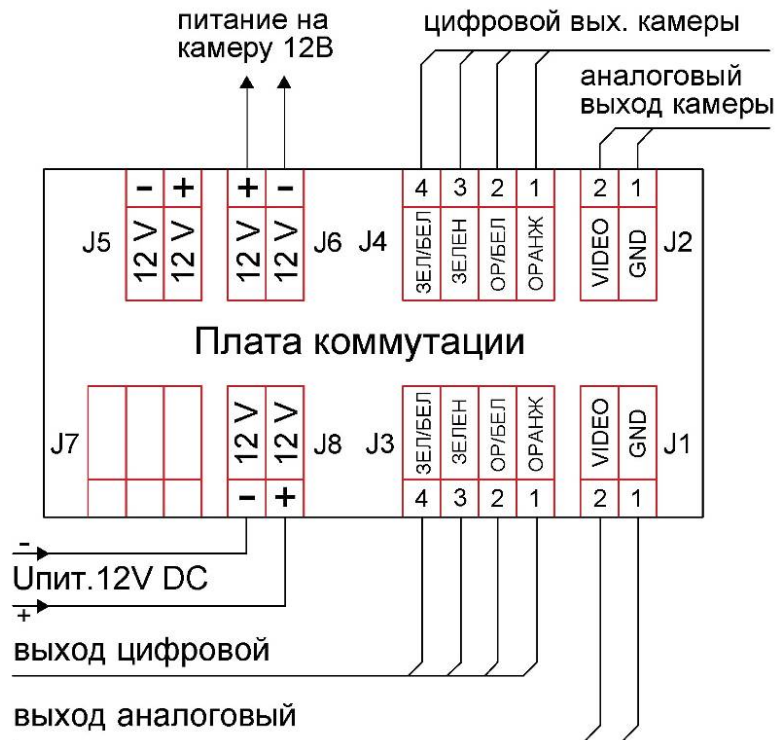 питание на
камеру 12В
цифровой вых. камеры
аналоговый
выход камеры
- + + - 4 3 2 1 2 1
J5 12 V 12 V 12 V 12 V J6 J4 ЗЕЛ/БЕЛ ЗЕЛЕН ОР/БЕЛ ОРАНЖ VIDEO GND J2
Плата коммутации
J7 12 V 12 V J8 J3 ЗЕЛ/БЕЛ ЗЕЛЕН ОР/БЕЛ ОРАНЖ VIDEO GND J1
- + 4 3 2 1 2 1
-
Uпит.12V DC
+
выход цифровой
выход аналоговый